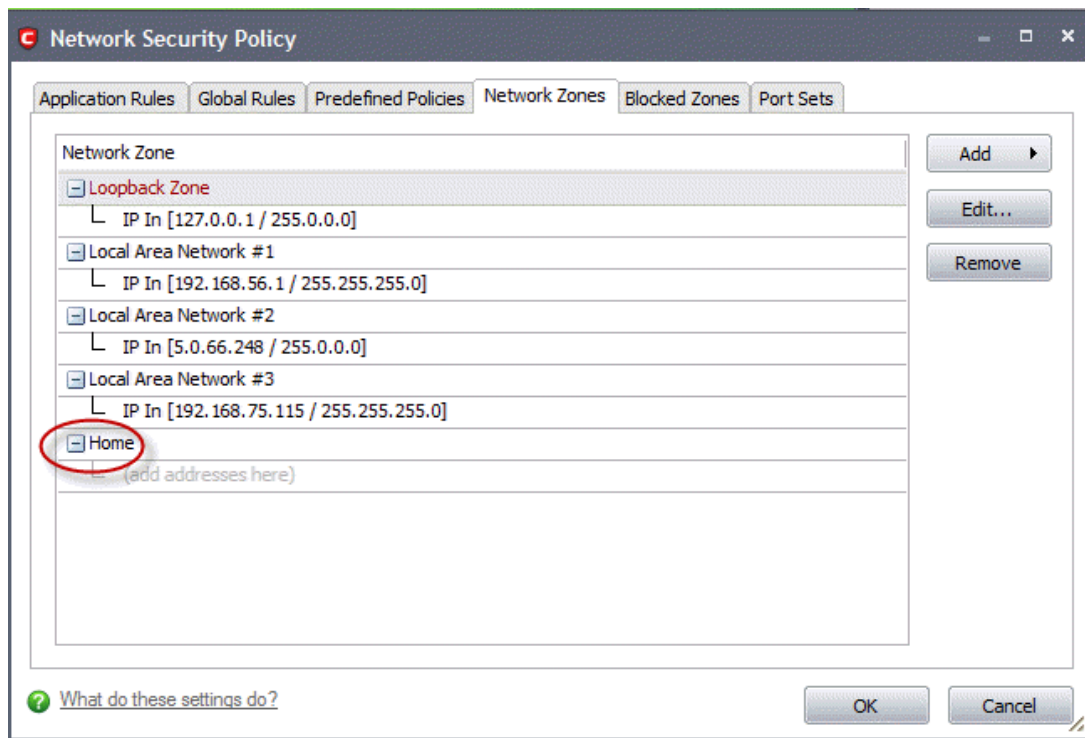 Network Security Policy
Application Rules
Global Rules
Predefined Policies
Network Zones
Blocked Zones
Port Sets
Network Zone
Add
Loopback Zone
IP In [127.0.0.1 / 255.0.0.0]
Edit...
Local Area Network #1
Remove
IP In [192.168.56.1 / 255.255.255.0]
Local Area Network #2
IP In [5.0.66.248 / 255.0.0.0]
Local Area Network #3
IP In [192.168.75.115 / 255.255.255.0]
Home
(add addresses here)
What do these settings do?
OK
Cancel